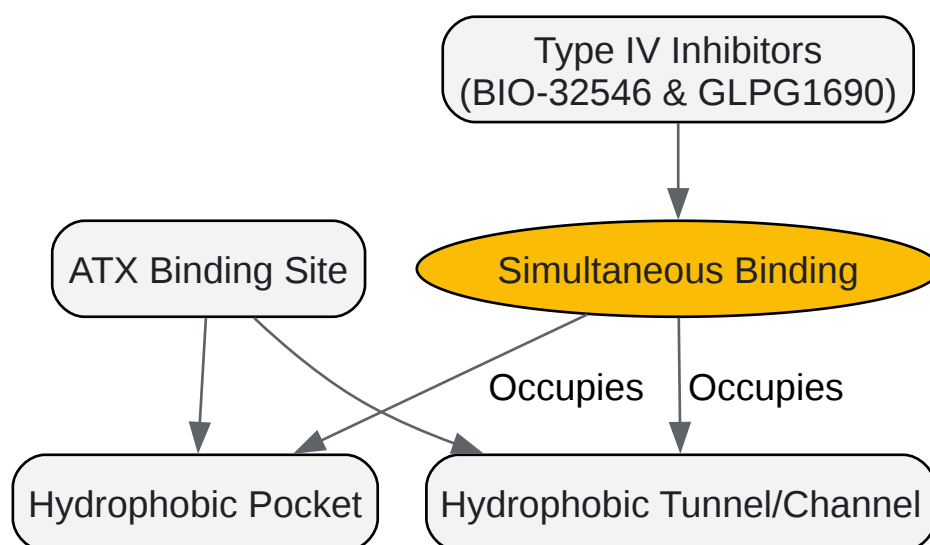 Type IV Inhibitors
(BIO-32546 & GLPG1690)
ATX Binding Site
Simultaneous Binding
Occupies
Occupies
Hydrophobic Pocket
Hydrophobic Tunnel/Channel